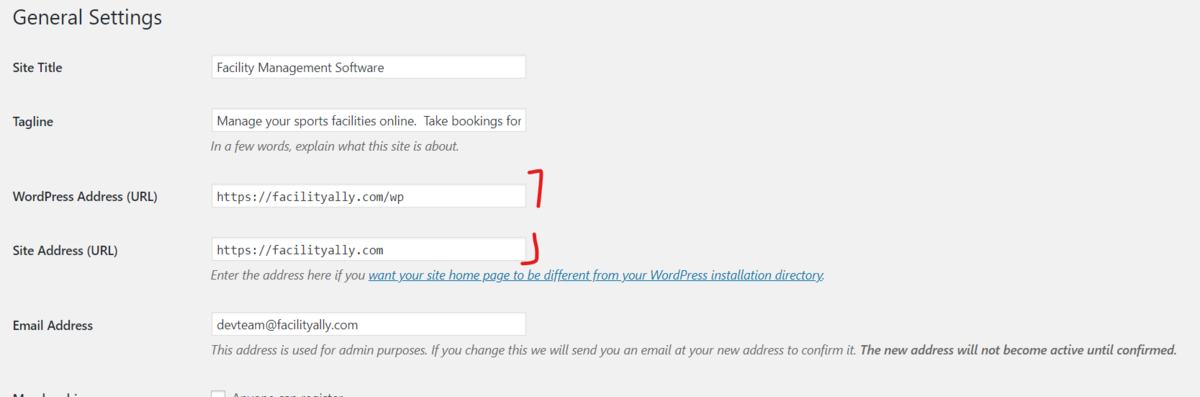 General Settings
Site Title
Facility Management Software
Tagline
Manage your sports facilities online.  Take bookings for
In a few words, explain what this site is about.
WordPress Address (URL)
https://facilityally.com/wp
Site Address (URL)
https://facilityally.com
Enter the address here if you want your site home page to be different from your WordPress installation directory.
Email Address
devteam@facilityally.com
This address is used for admin purposes. If you change this we will send you an email at your new address to confirm it. The new address will not become active until confirmed.
Anyone can register